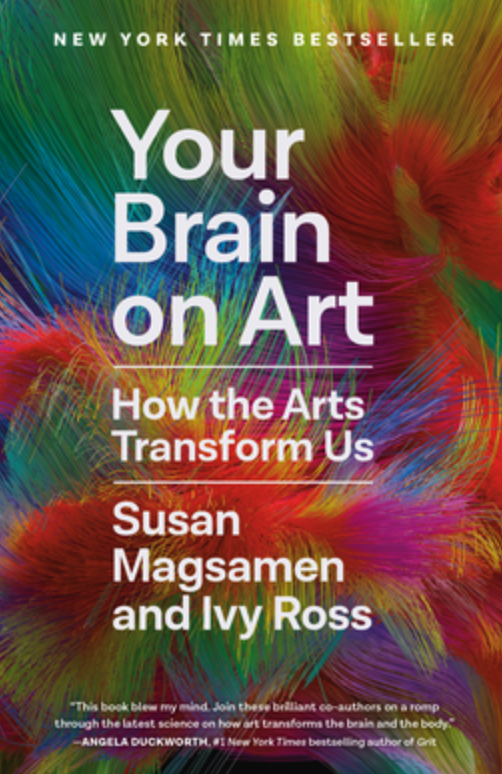 NEW YORK TIMES BESTSELLER
Your
Brain
on Art
How the Arts
Transform Us
Susan
Magsamen
and Ivy Ross
“This book blew my mind. Join these brilliant co-authors on a romp
through the latest science on how art transforms the brain and the body.”
—ANGELA DUCKWORTH, #1 New York Times bestselling author of Grit